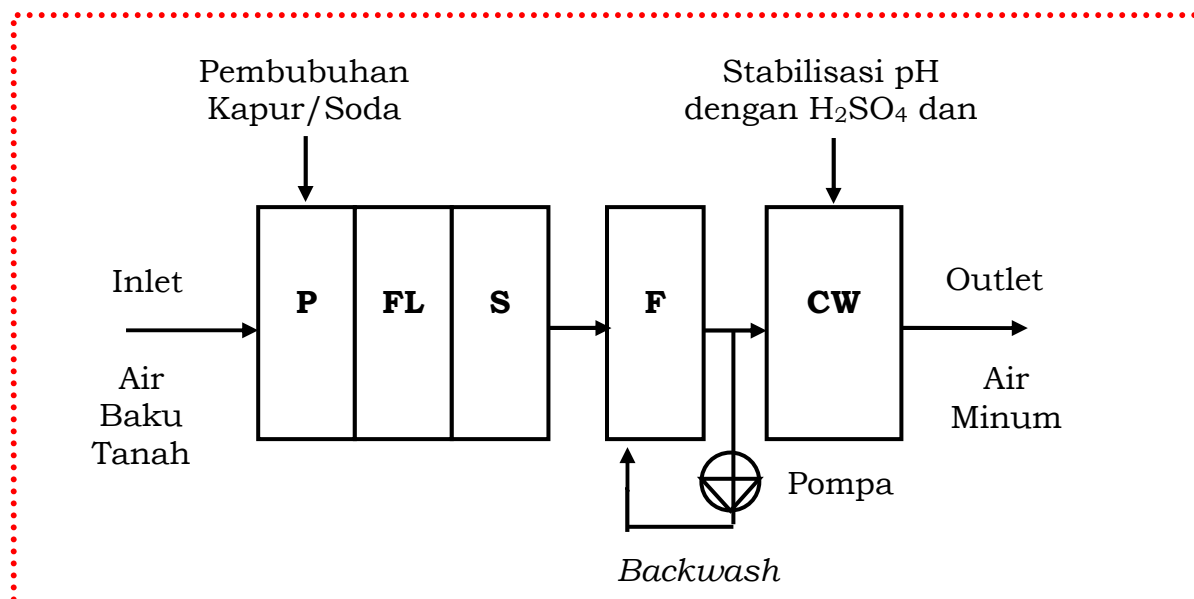 Pembubuhan
Kapur/Soda
Stabilisasi pH
dengan H₂SO₄ dan
Inlet
P
FL
S
F
CW
Outlet
Air
Baku
Tanah
Air
Minum
Pompa
Backwash